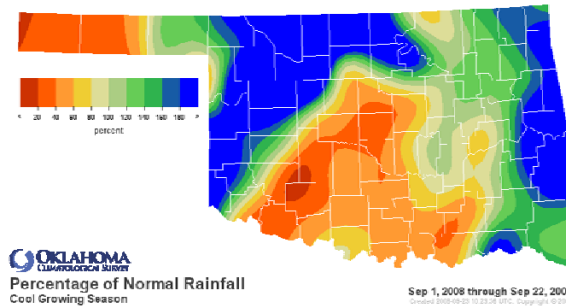 < 20 40 60 80 100 120 140 160 180 >
percent
OKLAHOMA
CLIMATOLOGICAL SURVEY
Percentage of Normal Rainfall
Cool Growing Season
Sep 1, 2008 through Sep 22, 200